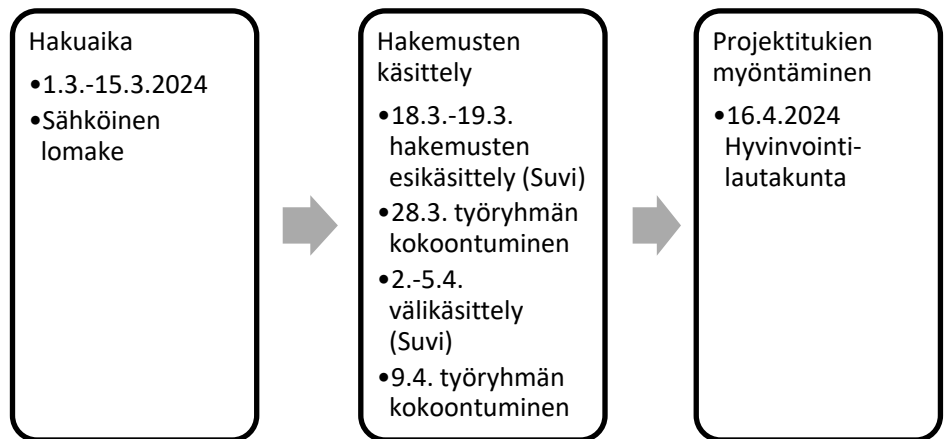 Hakuaika
•1.3.-15.3.2024
•Sähköinen
lomake
Hakemusten
käsittely
•18.3.-19.3.
hakemusten
esikäsittely (Suvi)
•28.3. työryhmän
kokoontuminen
•2.-5.4.
välikäsittely
(Suvi)
•9.4. työryhmän
kokoontuminen
Projektitukien
myöntäminen
•16.4.2024
Hyvinvointi-
lautakunta